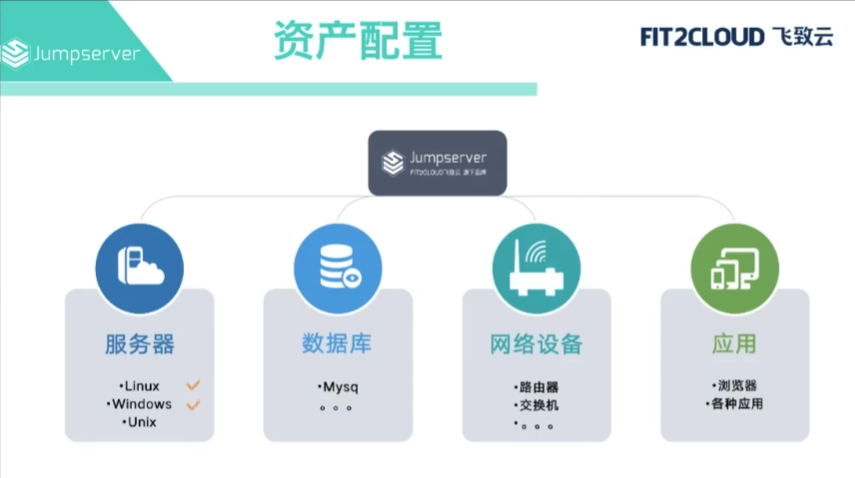 Jumpserver
资产配置
FIT2CLOUD 飞致云
Jumpserver
FIT2CLOUD飞致云 旗下品牌
服务器
•Linux
•Windows
•Unix
数据库
•Mysq
。。。
网络设备
•路由器
•交换机
•。。。
应用
•浏览器
•各种应用